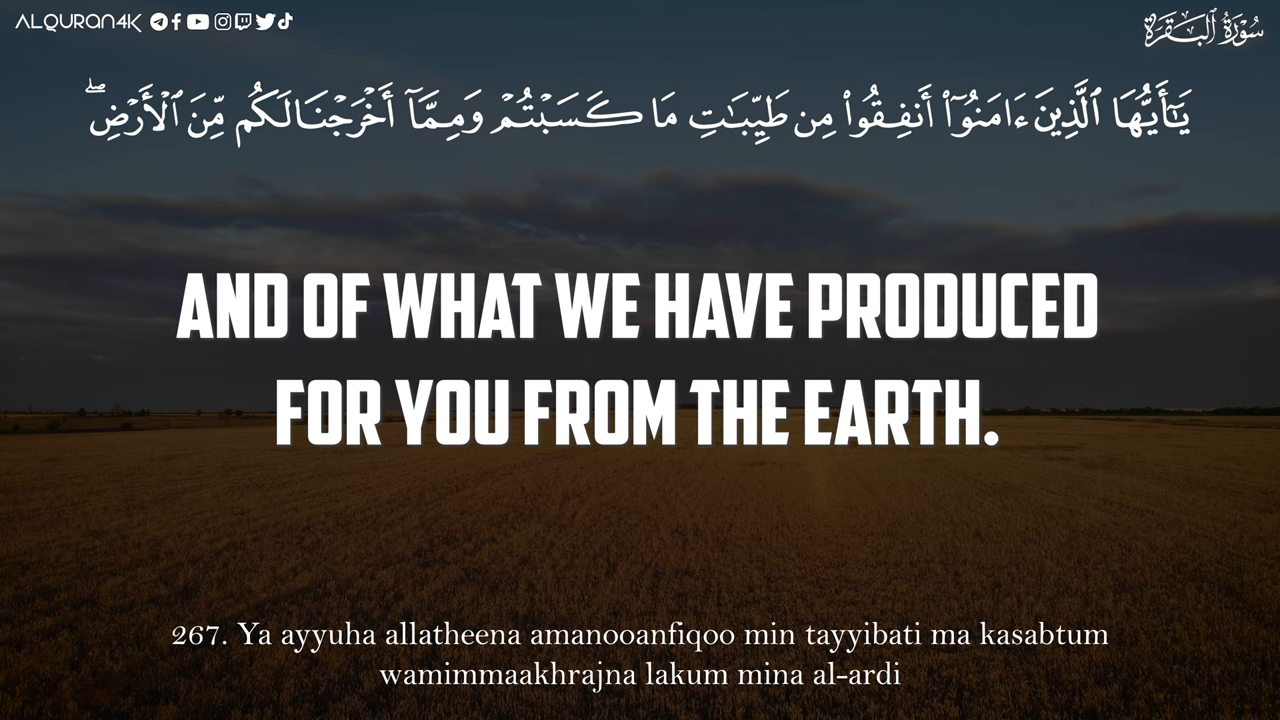 ALQURAN4K
سُورَةُ ٱلبَقَرَةِ
يَـٰٓأَيُّهَا ٱلَّذِينَ ءَامَنُوٓا۟ أَنفِقُوا۟ مِن طَيِّبَـٰتِ مَا كَسَبْتُمْ وَمِمَّآ أَخْرَجْنَا لَكُم مِّنَ ٱلْأَرْضِ ۖ
AND OF WHAT WE HAVE PRODUCED
FOR YOU FROM THE EARTH.
267. Ya ayyuha allatheena amanooanfiqoo min tayyibati ma kasabtum
wamimmaakhrajna lakum mina al-ardi